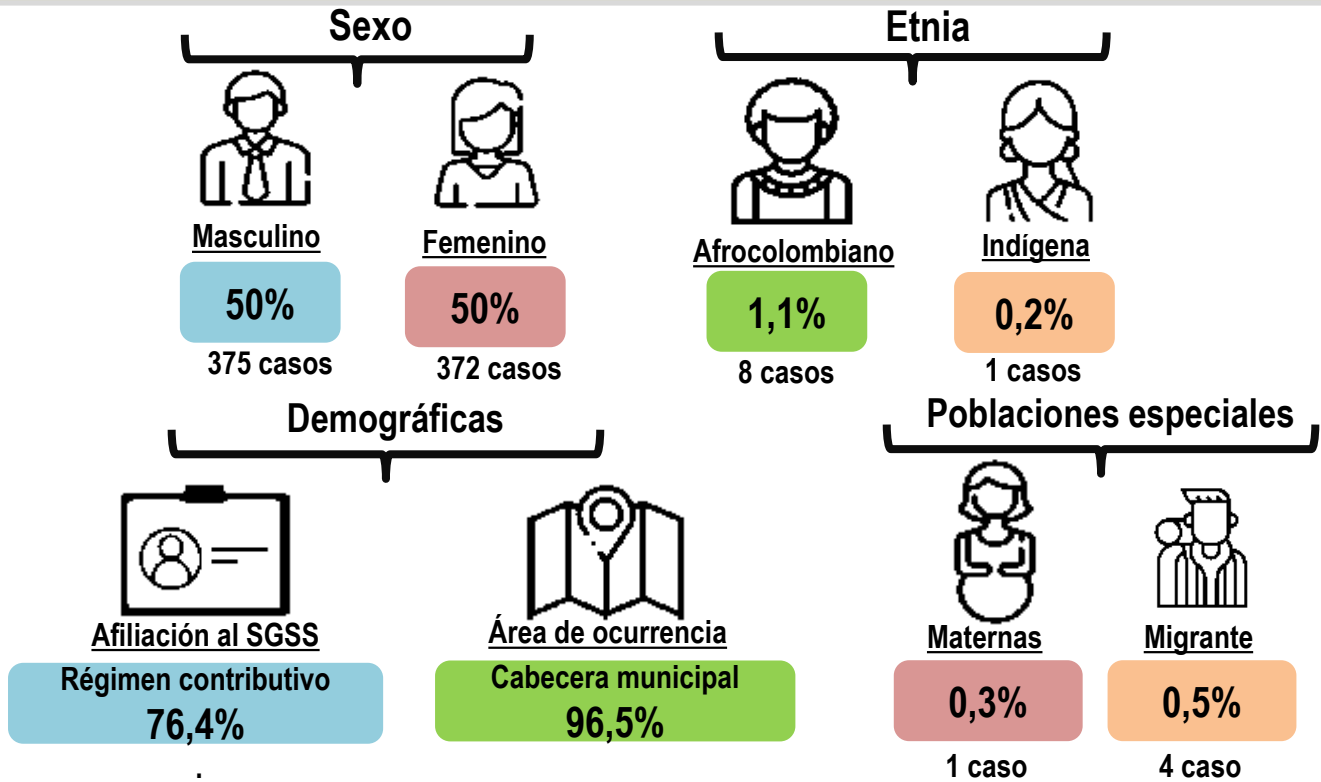 Sexo
Masculino
50%
375 casos
Femenino
50%
372 casos
Etnia
Afrocolombiano
1,1%
8 casos
Indígena
0,2%
1 casos
Demográficas
Afiliación al SGSS
Régimen contributivo
76,4%
Área de ocurrencia
Cabecera municipal
96,5%
Poblaciones especiales
Maternas
0,3%
1 caso
Migrante
0,5%
4 caso